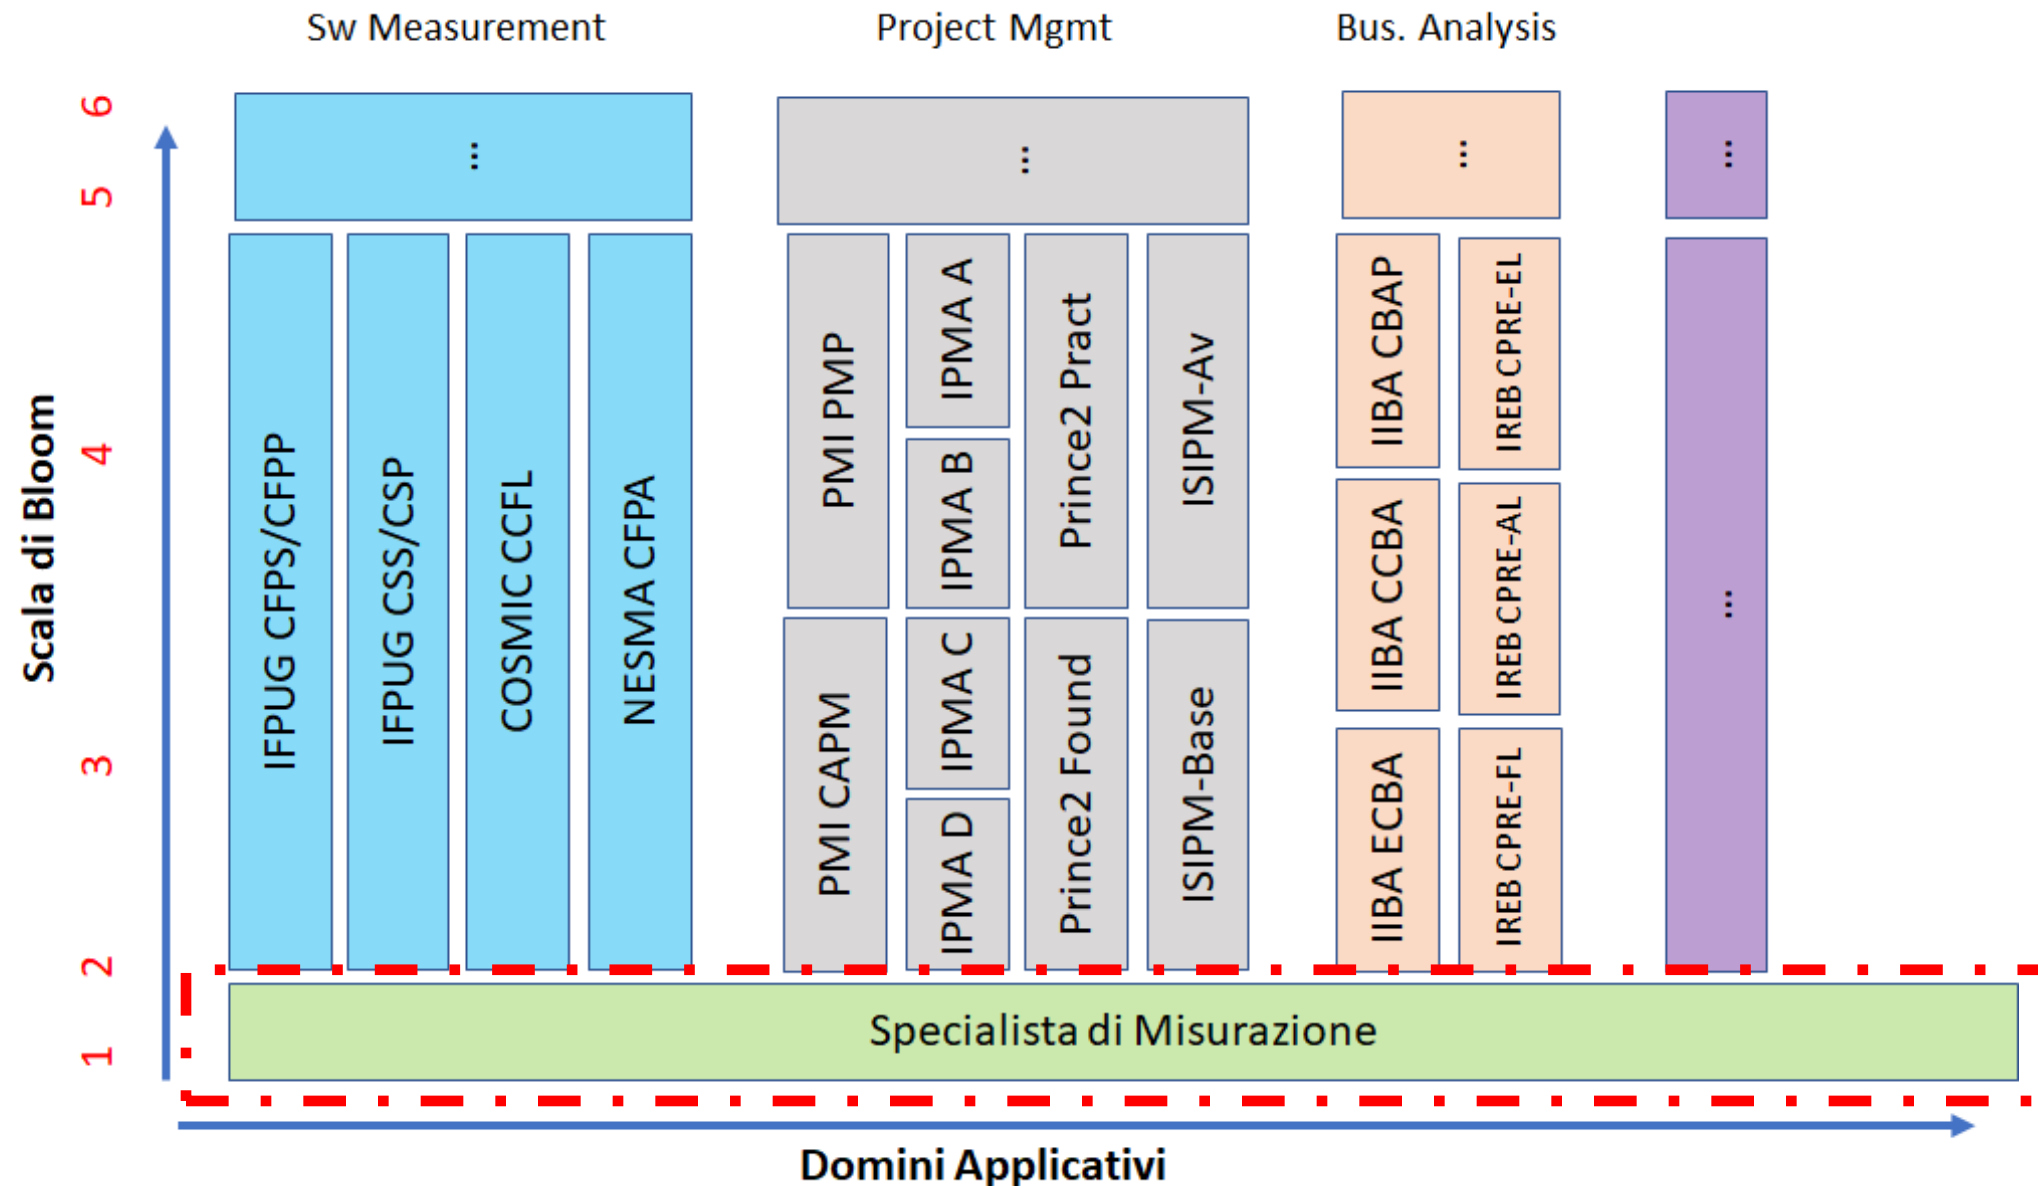 Sw Measurement
Project Mgmt
Bus. Analysis
Scala di Bloom
6
5
4
3
2
1
...
...
...
...
IFPUG CFPS/CFPP
IFPUG CSS/CSP
COSMIC CCFL
NESMA CFPA
PMI PMP
PMI CAPM
IPMA A
IPMA B
IPMA C
IPMA D
Prince2 Pract
Prince2 Found
ISIPM-Av
ISIPM-Base
IIBA CBAP
IIBA CCBA
IIBA ECBA
IREB CPRE-EL
IREB CPRE-AL
IREB CPRE-FL
...
Specialista di Misurazione
Domini Applicativi